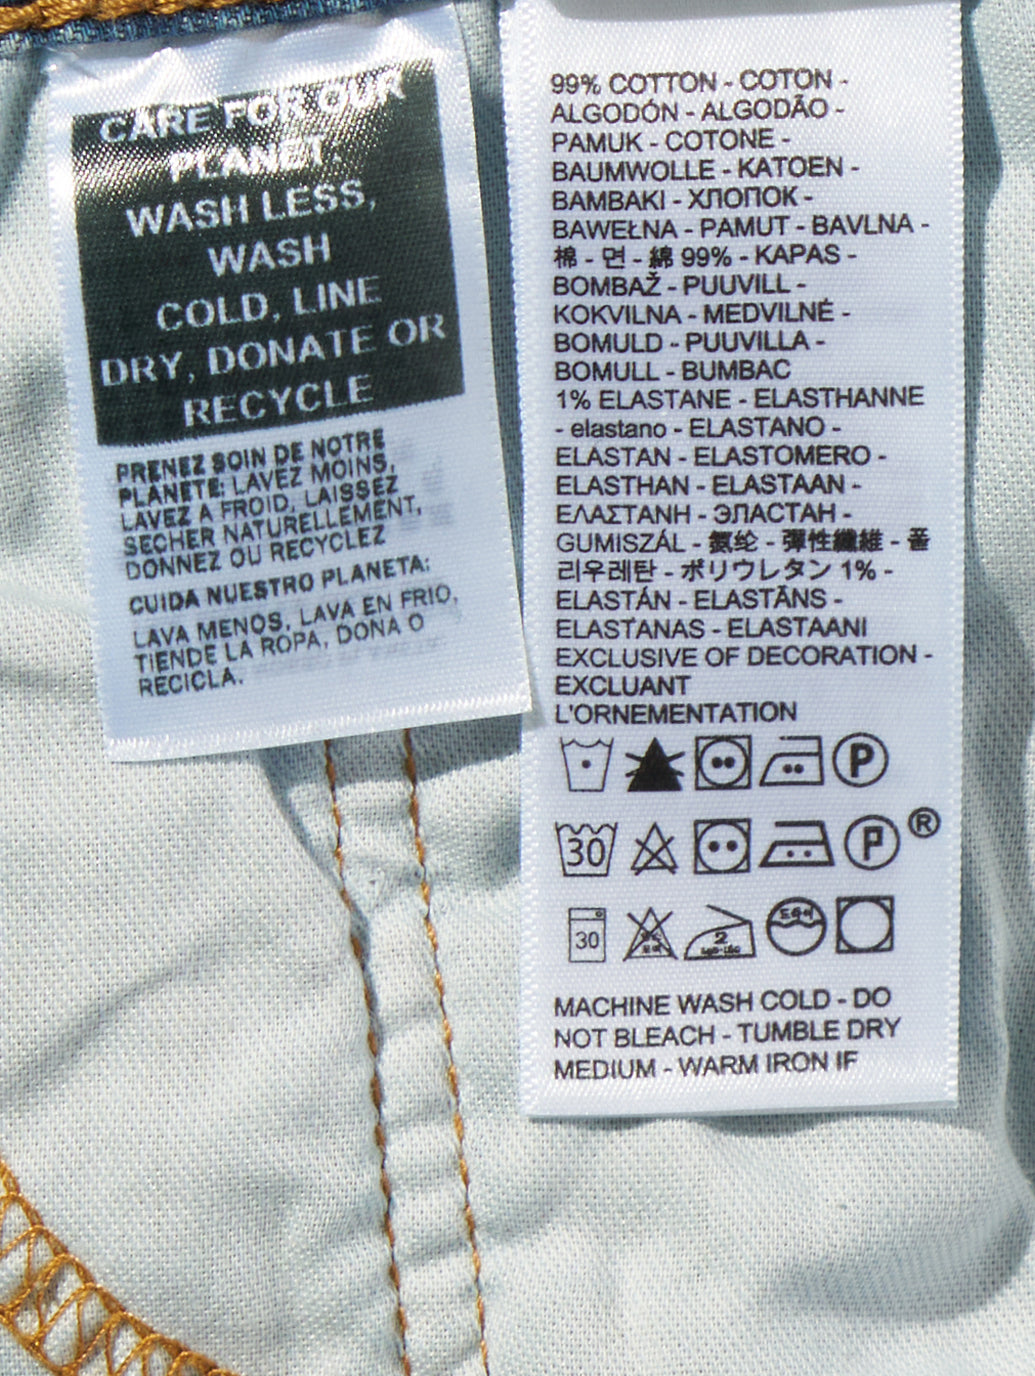 CARE FOR OUR
PLANET.
WASH LESS,
WASH
COLD, LINE
DRY, DONATE OR
RECYCLE
PRENEZ SOIN DE NOTRE
PLANETE: LAVEZ MOINS,
LAVEZ A FROID, LAISSEZ
SECHER NATURELLEMENT,
DONNEZ OU RECYCLEZ
CUIDA NUESTRO PLANETA:
LAVA MENOS, LAVA EN FRIO,
TIENDE LA ROPA, DONA O
RECICLA.
99% COTTON - COTON -
ALGODÓN - ALGODÃO -
PAMUK - COTONE -
BAUMWOLLE - KATOEN -
BAMBAKI - ХЛОПОК -
BAWEŁNA - PAMUT - BAVLNA -
棉 - 면 - 綿 99% - KAPAS -
BOMBAŽ - PUUVILL -
KOKVILNA - MEDVILNĖ -
BOMULD - PUUVILLA -
BOMULL - BUMBAC
1% ELASTANE - ELASTHANNE
- elastano - ELASTANO -
ELASTAN - ELASTOMERO -
ELASTHAN - ELASTAAN -
ΕΛΑΣΤΑΝΗ - ЭЛАСТАН -
GUMISZÁL - 氨纶 - 彈性纖維 - 폴
리우레탄 - ポリウレタン 1% -
ELASTÁN - ELASTĀNS -
ELASTANAS - ELASTAANI
EXCLUSIVE OF DECORATION -
EXCLUANT
L'ORNEMENTATION
P
30 P ®
30 2 드라이
MACHINE WASH COLD - DO
NOT BLEACH - TUMBLE DRY
MEDIUM - WARM IRON IF